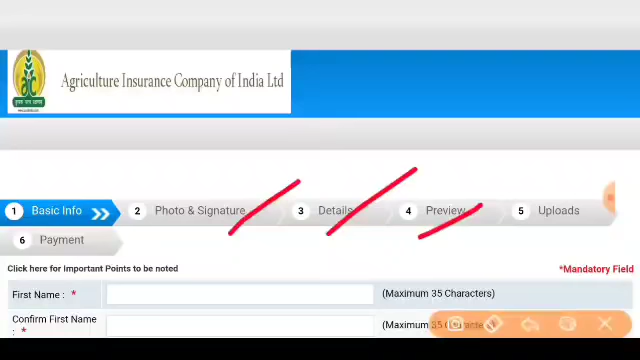 Agriculture Insurance Company of India Ltd
1 Basic Info 2 Photo & Signature 3 Details 4 Preview 5 Uploads
6 Payment
Click here for Important Points to be noted *Mandatory Field
First Name : * (Maximum 35 Characters)
Confirm First Name : * (Maximum 35 Characters)